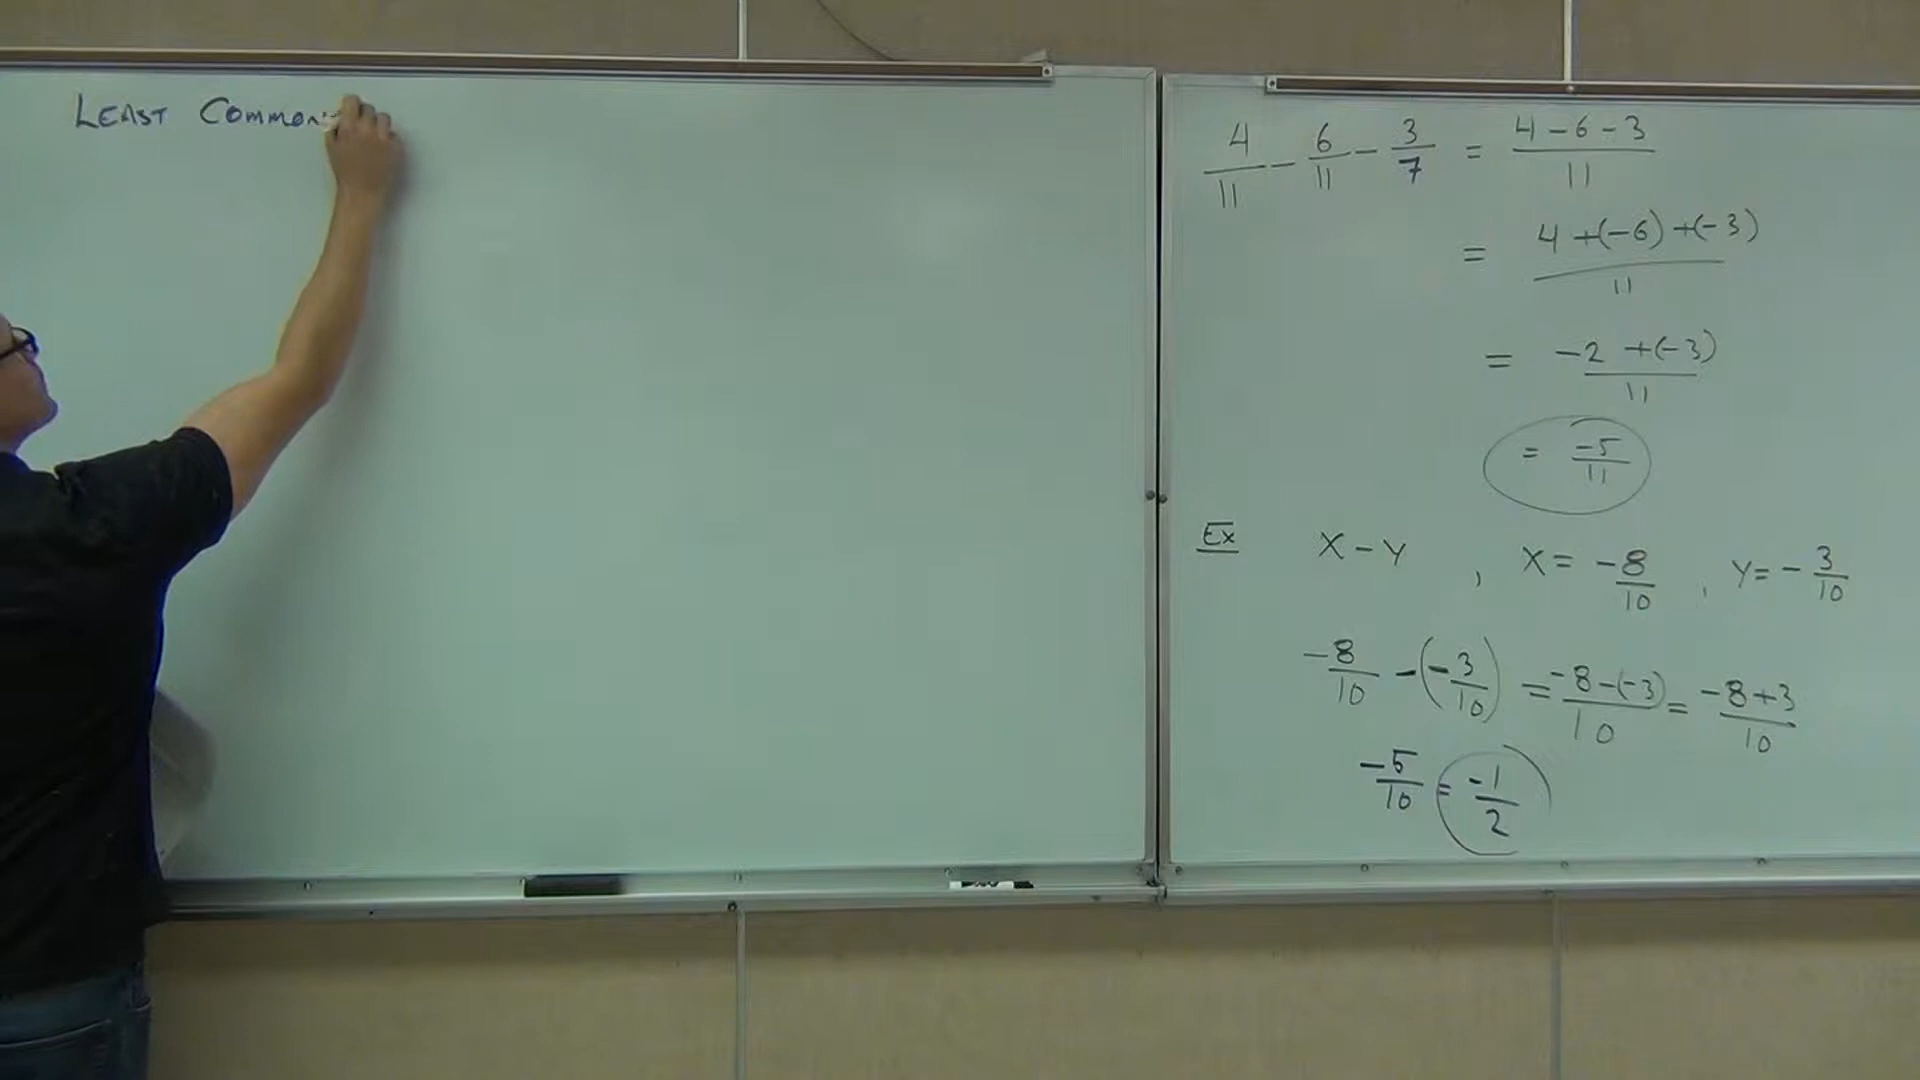 LEAST COMMON
4/11 - 6/11 - 3/7 = (4 - 6 - 3)/11
= (4 + (-6) + (-3))/11
= (-2 + (-3))/11
= -5/11
Ex X - Y , X = -8/10 , Y = -3/10
-8/10 - (-3/10) = (-8 - (-3))/10 = (-8 + 3)/10
-5/10 = -1/2